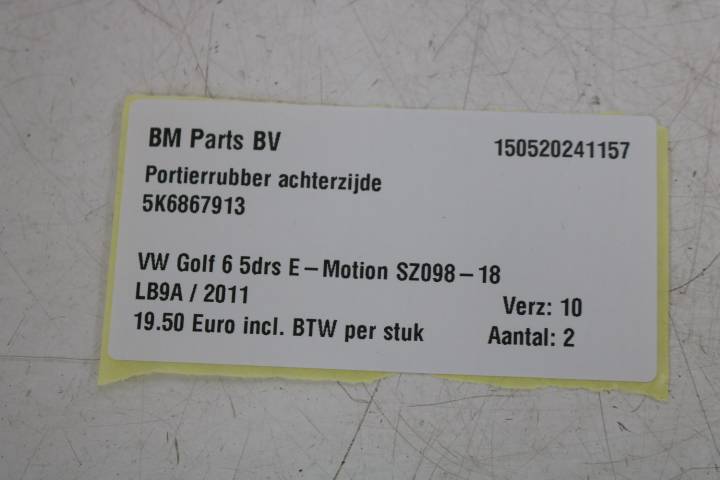 BM Parts BV 150520241157
Portierrubber achterzijde
5K6867913
VW Golf 6 5drs E–Motion SZ098–18
LB9A / 2011 Verz: 10
19.50 Euro incl. BTW per stuk Aantal: 2